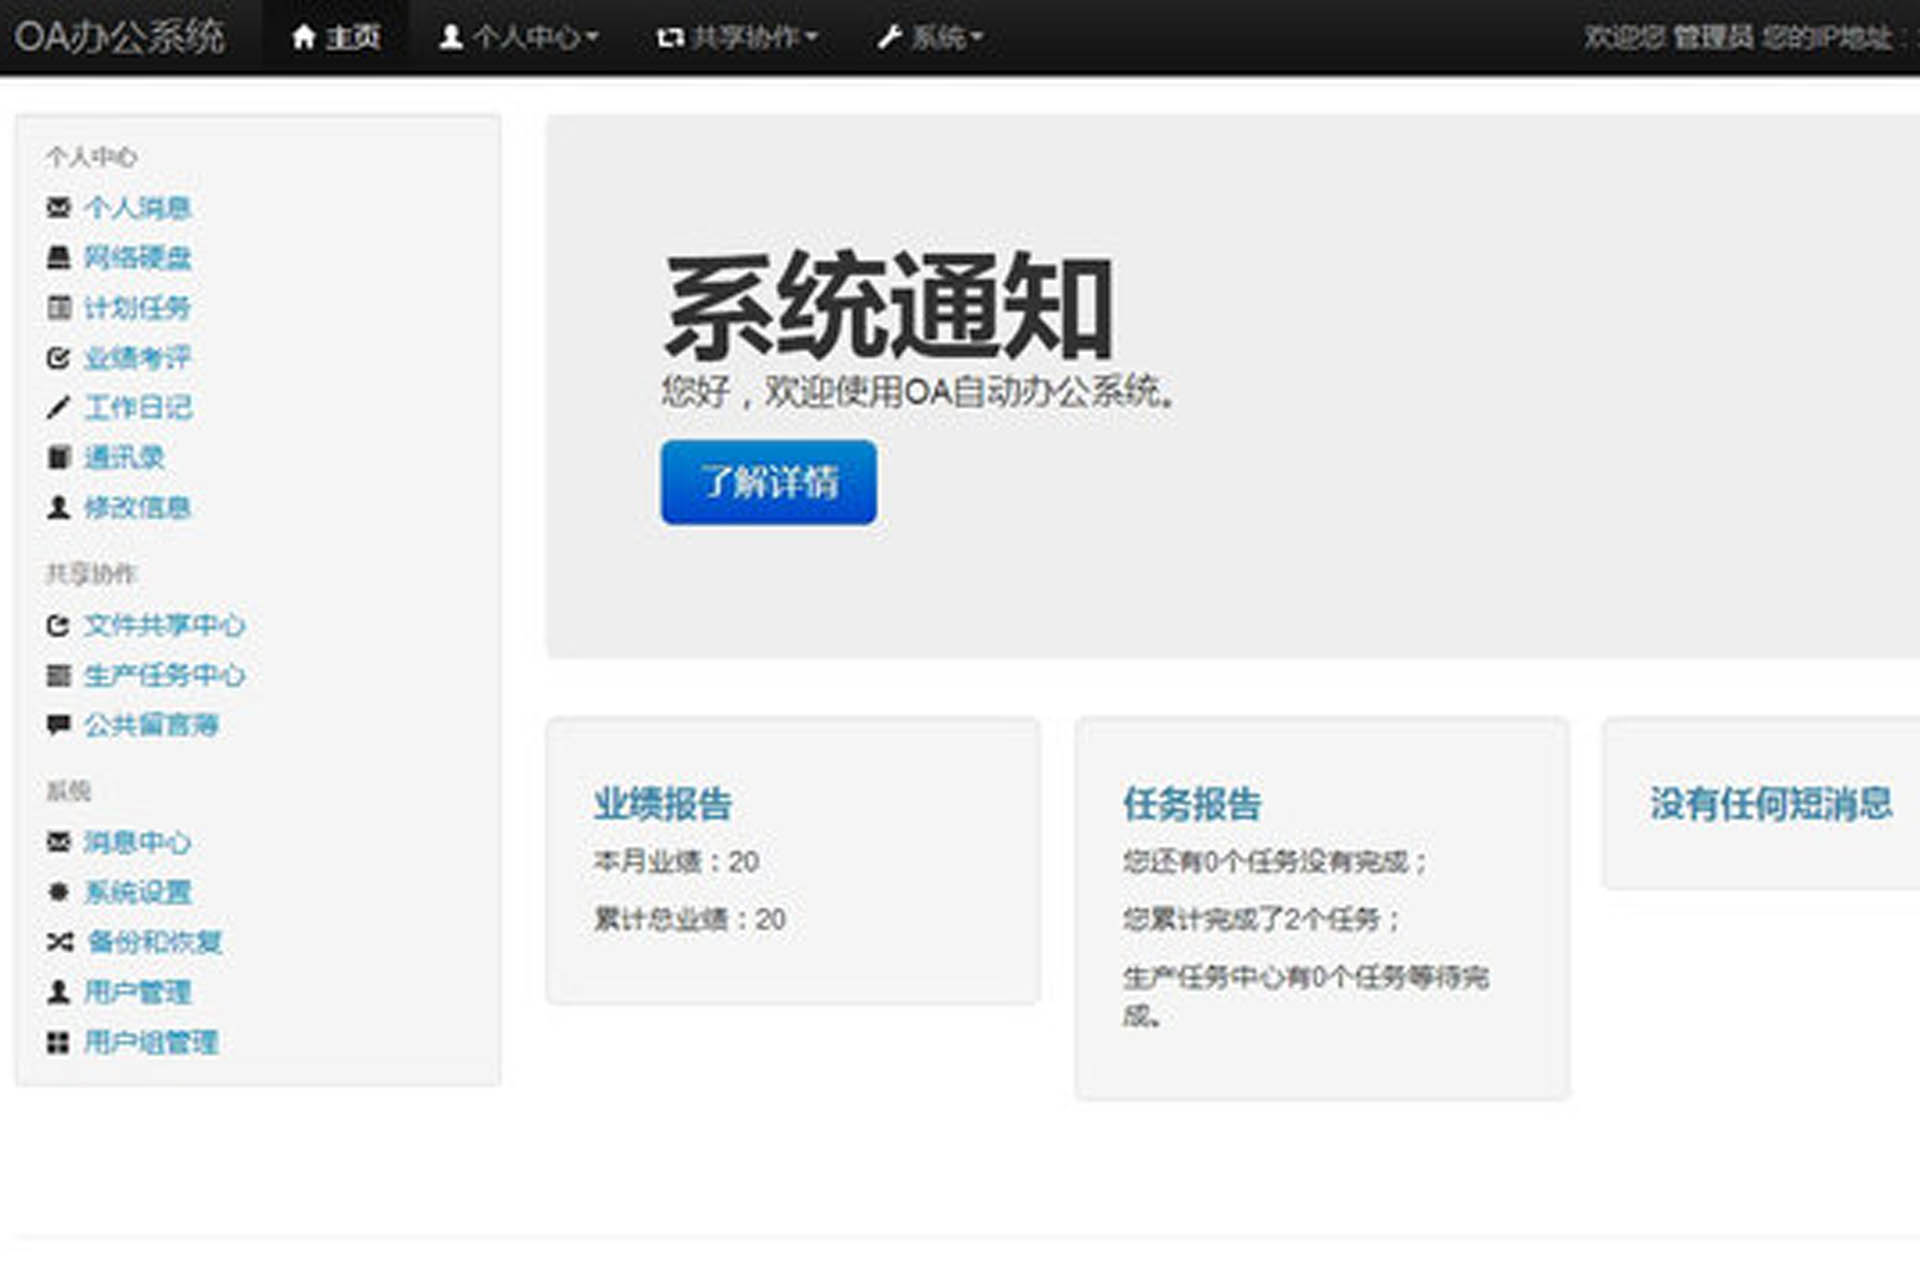 OA办公系统
主页
个人中心
共享协作
系统
欢迎您 管理员 您的IP地址：
个人中心
个人消息
网络硬盘
计划任务
业绩考评
工作日记
通讯录
修改信息
共享协作
文件共享中心
生产任务中心
公共留言薄
系统
消息中心
系统设置
备份和恢复
用户管理
用户组管理
系统通知
您好，欢迎使用OA自动办公系统。
了解详情
业绩报告
本月业绩：20
累计总业绩：20
任务报告
您还有0个任务没有完成；
您累计完成了2个任务；
生产任务中心有0个任务等待完
成。
没有任何短消息